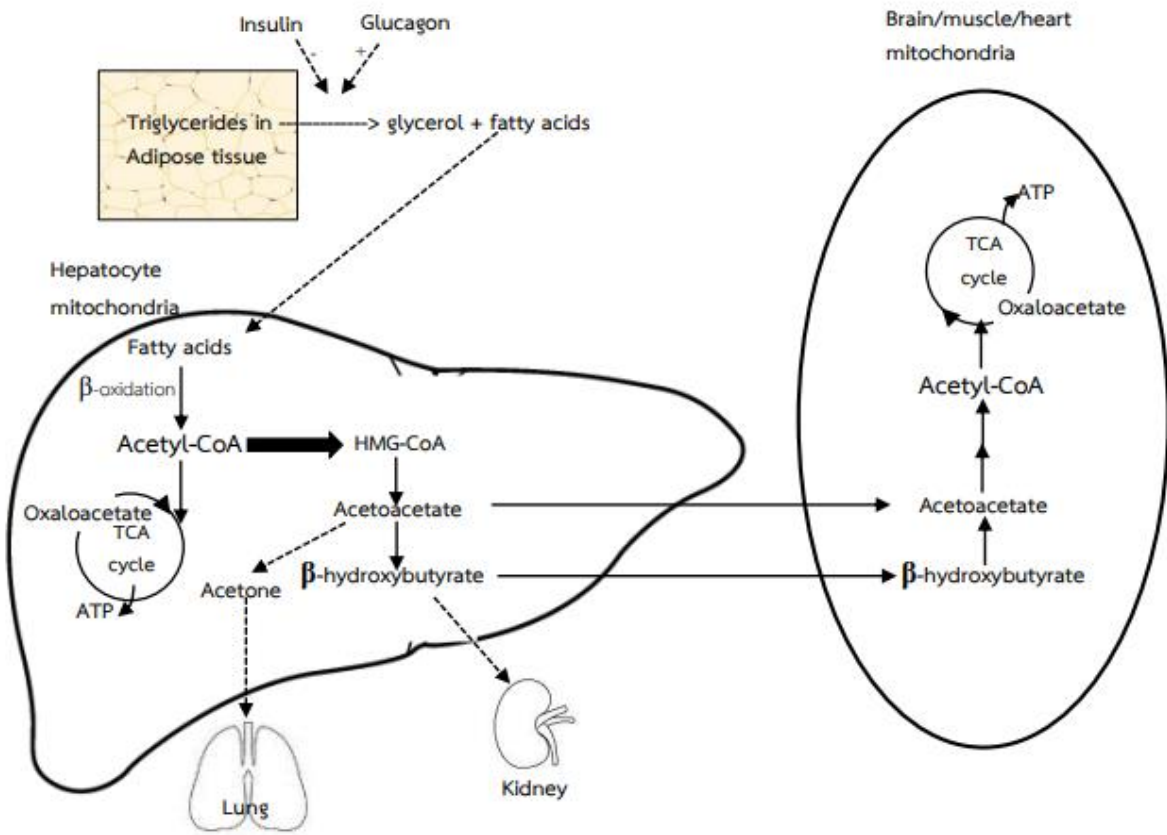 Insulin
Glucagon
-
+
Triglycerides in
Adipose tissue
----------> glycerol + fatty acids
Brain/muscle/heart
mitochondria
Hepatocyte
mitochondria
Fatty acids
β-oxidation
Acetyl-CoA
HMG-CoA
Oxaloacetate
TCA
cycle
ATP
Acetoacetate
Acetone
β-hydroxybutyrate
Lung
Kidney
ATP
TCA
cycle
Oxaloacetate
Acetyl-CoA
Acetoacetate
β-hydroxybutyrate